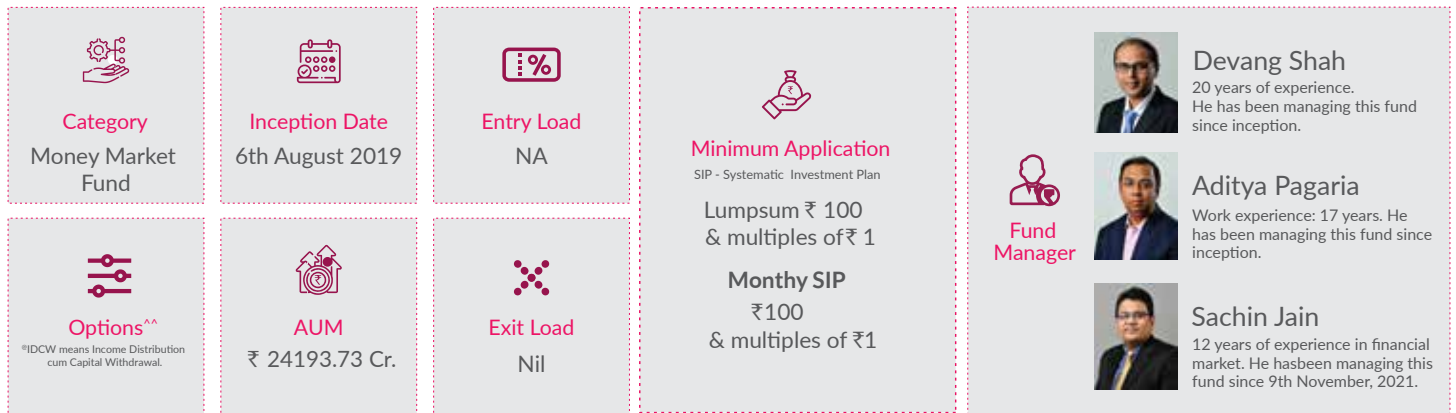 Category
Money Market
Fund
Inception Date
6th August 2019
%
Entry Load
NA
Options^^
®IDCW means Income Distribution
cum Capital Withdrawal.
₹
AUM
₹ 24193.73 Cr.
Exit Load
Nil
₹
Minimum Application
SIP - Systematic Investment Plan
Lumpsum ₹ 100
& multiples of ₹ 1
Monthy SIP
₹100
& multiples of ₹1
₹
Fund
Manager
Devang Shah
20 years of experience.
He has been managing this fund
since inception.
Aditya Pagaria
Work experience: 17 years. He
has been managing this fund since
inception.
Sachin Jain
12 years of experience in financial
market. He hasbeen managing this
fund since 9th November, 2021.